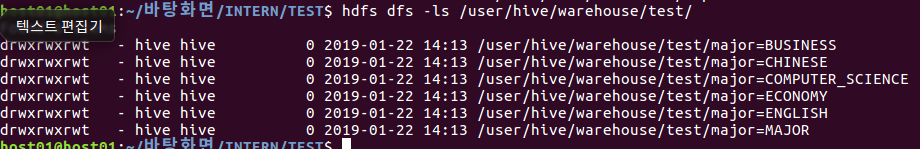 host01@host01:~/바탕화면/INTERN/TEST$ hdfs dfs -ls /user/hive/warehouse/test/
텍스트 편집기
drwxrwxrwt - hive hive 0 2019-01-22 14:13 /user/hive/warehouse/test/major=BUSINESS
drwxrwxrwt - hive hive 0 2019-01-22 14:13 /user/hive/warehouse/test/major=CHINESE
drwxrwxrwt - hive hive 0 2019-01-22 14:13 /user/hive/warehouse/test/major=COMPUTER_SCIENCE
drwxrwxrwt - hive hive 0 2019-01-22 14:13 /user/hive/warehouse/test/major=ECONOMY
drwxrwxrwt - hive hive 0 2019-01-22 14:13 /user/hive/warehouse/test/major=ENGLISH
drwxrwxrwt - hive hive 0 2019-01-22 14:13 /user/hive/warehouse/test/major=MAJOR
host01@host01:~/바탕화면/INTERN/TEST$